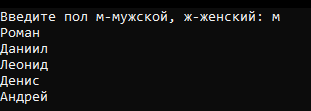 Введите пол м-мужской, ж-женский: м
Роман
Даниил
Леонид
Денис
Андрей